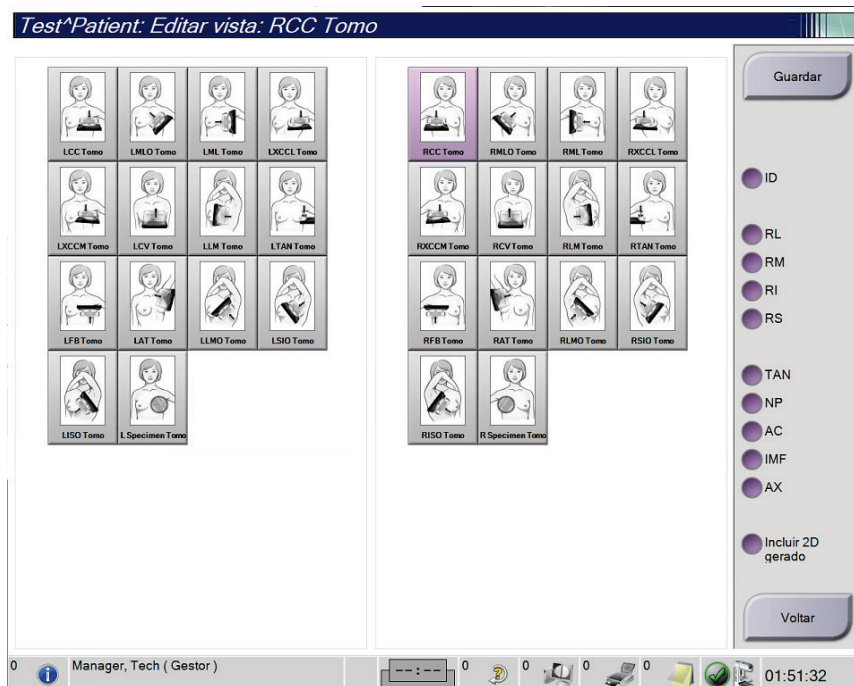 Test^Patient: Editar vista: RCC Tomo
LCC Tomo
LMLO Tomo
LML Tomo
LXCCL Tomo
LXCCM Tomo
LCV Tomo
LLM Tomo
LTAN Tomo
LFB Tomo
LAT Tomo
LLMO Tomo
LSIO Tomo
LISO Tomo
L Specimen Tomo
RCC Tomo
RMLO Tomo
RML Tomo
RXCCL Tomo
RXCCM Tomo
RCV Tomo
RLM Tomo
RTAN Tomo
RFB Tomo
RAT Tomo
RLMO Tomo
RSIO Tomo
RISO Tomo
R Specimen Tomo
Guardar
ID
RL
RM
RI
RS
TAN
NP
AC
IMF
AX
Incluir 2D
gerado
Voltar
0
Manager, Tech ( Gestor )
--:--
0
0
0
0
01:51:32